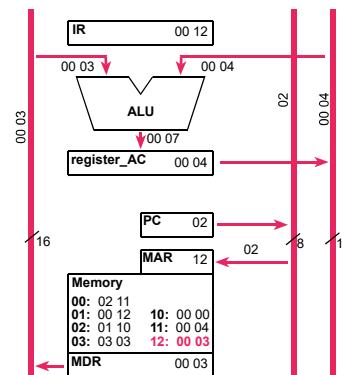 IR 00 12
00 03 00 04
ALU
00 07
register_AC 00 04
00 03
02
00 04
PC 02
16 8 1
02
MAR 12
Memory
00: 02 11
01: 00 12 10: 00 00
02: 01 10 11: 00 04
03: 03 03 12: 00 03
MDR 00 03